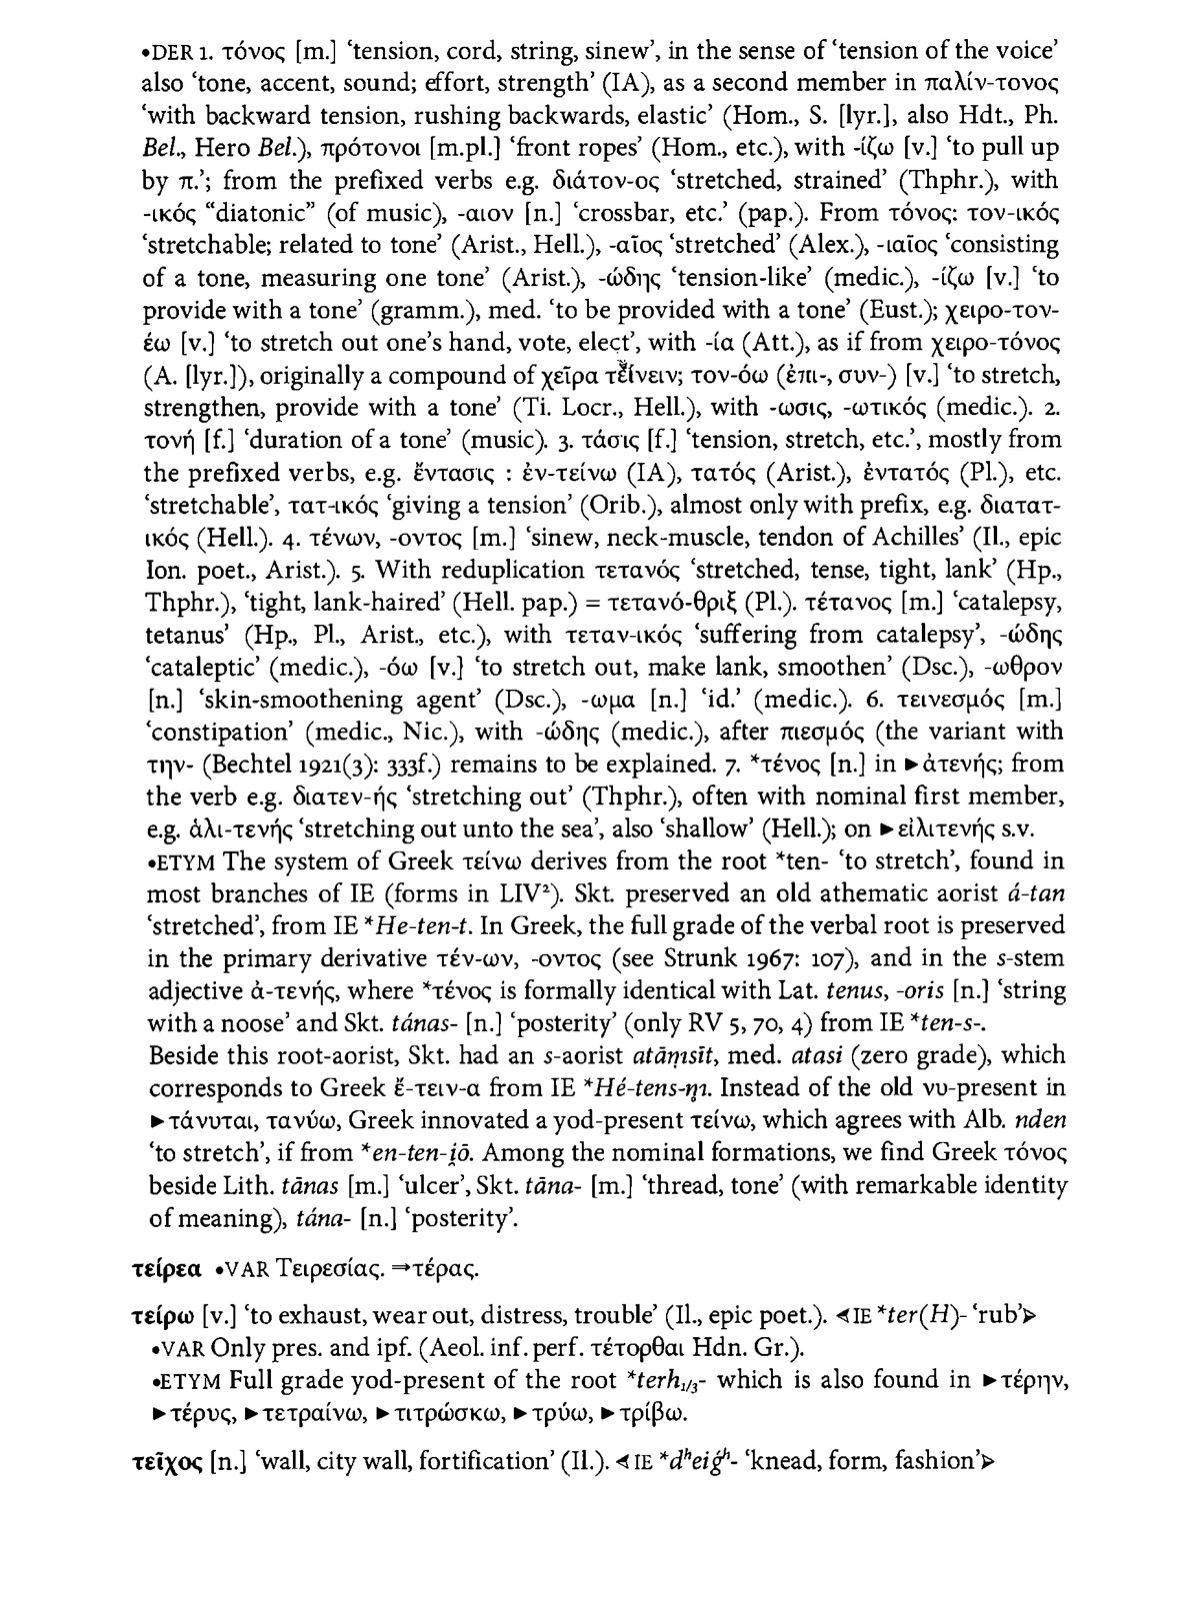 •DER 1. τόνος [m.] ‘tension, cord, string, sinew’, in the sense of ‘tension of the voice’
also ‘tone, accent, sound; effort, strength’ (IA), as a second member in παλίν-τονος
‘with backward tension, rushing backwards, elastic’ (Hom., S. [lyr.], also Hdt., Ph.
Bel., Hero Bel.), πρότονοι [m.pl.] ‘front ropes’ (Hom., etc.), with -ίζω [v.] ‘to pull up
by π.’; from the prefixed verbs e.g. διάτον-ος ‘stretched, strained’ (Thphr.), with
-ικός “diatonic” (of music), -αιον [n.] ‘crossbar, etc.’ (pap.). From τόνος: τον-ικός
‘stretchable; related to tone’ (Arist., Hell.), -αῖος ‘stretched’ (Alex.), -ιαῖος ‘consisting
of a tone, measuring one tone’ (Arist.), -ώδης ‘tension-like’ (medic.), -ίζω [v.] ‘to
provide with a tone’ (gramm.), med. ‘to be provided with a tone’ (Eust.); χειρο-τον-
έω [v.] ‘to stretch out one’s hand, vote, elect’, with -ία (Att.), as if from χειρο-τόνος
(A. [lyr.]), originally a compound of χεῖρα τείνειν; τον-όω (ἐπι-, συν-) [v.] ‘to stretch,
strengthen, provide with a tone’ (Ti. Locr., Hell.), with -ωσις, -ωτικός (medic.). 2.
τονή [f.] ‘duration of a tone’ (music). 3. τάσις [f.] ‘tension, stretch, etc.’, mostly from
the prefixed verbs, e.g. ἔντασις : ἐν-τείνω (IA), τατός (Arist.), ἐντατός (Pl.), etc.
‘stretchable’, τατ-ικός ‘giving a tension’ (Orib.), almost only with prefix, e.g. διατατ-
ικός (Hell.). 4. τένων, -οντος [m.] ‘sinew, neck-muscle, tendon of Achilles’ (Il., epic
Ion. poet., Arist.). 5. With reduplication τετανός ‘stretched, tense, tight, lank’ (Hp.,
Thphr.), ‘tight, lank-haired’ (Hell. pap.) = τετανό-θριξ (Pl.). τέτανος [m.] ‘catalepsy,
tetanus’ (Hp., Pl., Arist., etc.), with τεταν-ικός ‘suffering from catalepsy’, -ώδης
‘cataleptic’ (medic.), -όω [v.] ‘to stretch out, make lank, smoothen’ (Dsc.), -ωθρον
[n.] ‘skin-smoothening agent’ (Dsc.), -ωμα [n.] ‘id.’ (medic.). 6. τεινεσμός [m.]
‘constipation’ (medic., Nic.), with -ώδης (medic.), after πιεσμός (the variant with
την- (Bechtel 1921(3): 333f.) remains to be explained. 7. *τένος [n.] in ►ἀτενής; from
the verb e.g. διατεν-ής ‘stretching out’ (Thphr.), often with nominal first member,
e.g. ἁλι-τενής ‘stretching out unto the sea’, also ‘shallow’ (Hell.); on ►εἱλιτενής s.v.
•ETYM The system of Greek τείνω derives from the root *ten- ‘to stretch’, found in
most branches of IE (forms in LIV²). Skt. preserved an old athematic aorist á-tan
‘stretched’, from IE *He-ten-t. In Greek, the full grade of the verbal root is preserved
in the primary derivative τέν-ων, -οντος (see Strunk 1967: 107), and in the s-stem
adjective ἀ-τενής, where *τένος is formally identical with Lat. tenus, -oris [n.] ‘string
with a noose’ and Skt. tánas- [n.] ‘posterity’ (only RV 5, 70, 4) from IE *ten-s-.
Beside this root-aorist, Skt. had an s-aorist atāṃsīt, med. atasi (zero grade), which
corresponds to Greek ἔ-τειν-α from IE *Hé-tens-m̥. Instead of the old νυ-present in
►τάνυται, τανύω, Greek innovated a yod-present τείνω, which agrees with Alb. nden
‘to stretch’, if from *en-ten-i̯ō. Among the nominal formations, we find Greek τόνος
beside Lith. tãnas [m.] ‘ulcer’, Skt. tāna- [m.] ‘thread, tone’ (with remarkable identity
of meaning), tána- [n.] ‘posterity’.
τείρεα •VAR Τειρεσίας. ⇒τέρας.
τείρω [v.] ‘to exhaust, wear out, distress, trouble’ (Il., epic poet.). ⋖IE *ter(H)- ‘rub’⋗
•VAR Only pres. and ipf. (Aeol. inf. perf. τέτορθαι Hdn. Gr.).
•ETYM Full grade yod-present of the root *terh₁/₃- which is also found in ►τέρην,
►τέρυς, ►τετραίνω, ►τιτρώσκω, ►τρύω, ►τρίβω.
τεῖχος [n.] ‘wall, city wall, fortification’ (Il.). ⋖IE *dʰeiǵʰ- ‘knead, form, fashion’⋗